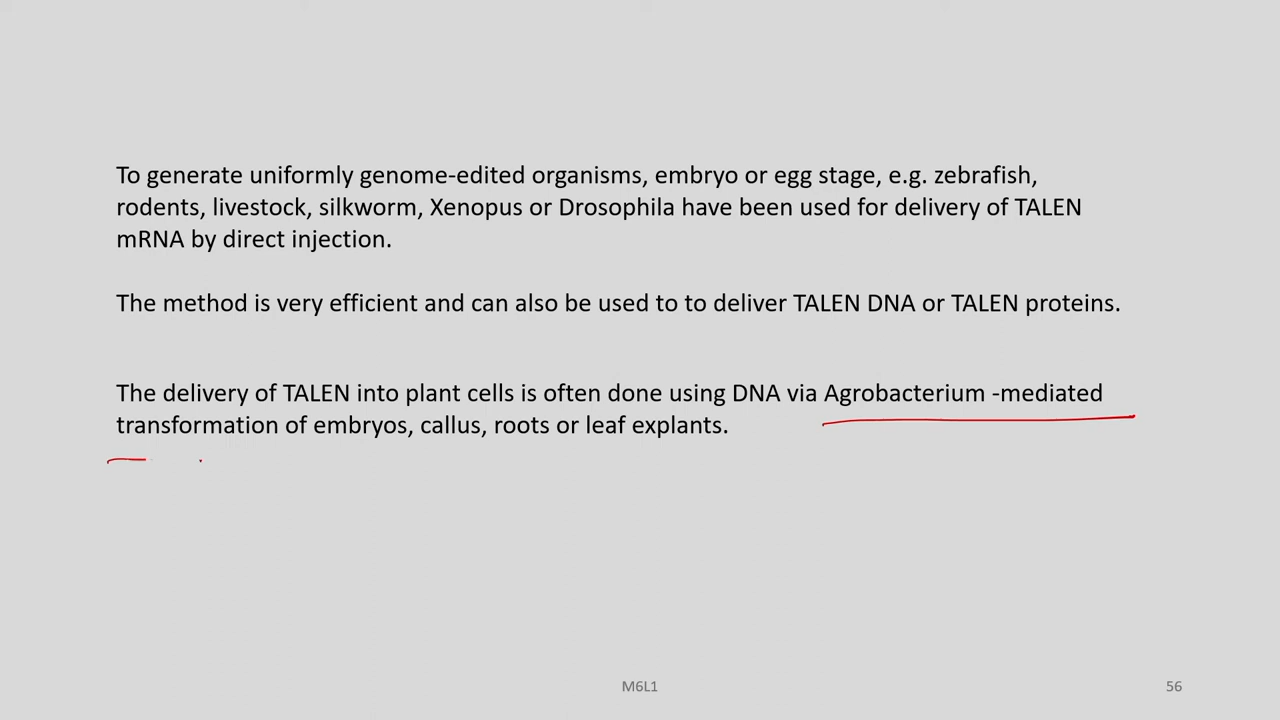 To generate uniformly genome-edited organisms, embryo or egg stage, e.g. zebrafish,
rodents, livestock, silkworm, Xenopus or Drosophila have been used for delivery of TALEN
mRNA by direct injection.
The method is very efficient and can also be used to to deliver TALEN DNA or TALEN proteins.
The delivery of TALEN into plant cells is often done using DNA via Agrobacterium -mediated
transformation of embryos, callus, roots or leaf explants.
M6L1
56